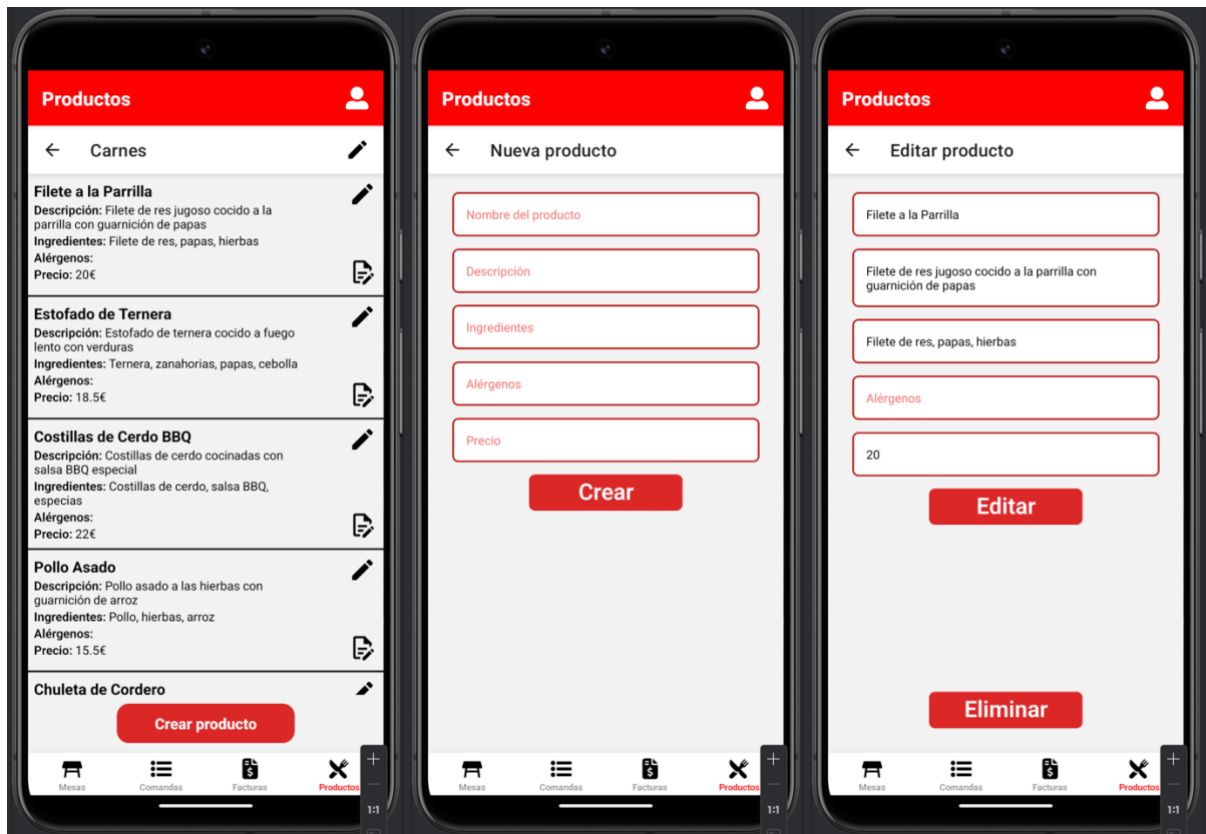 Productos
Carnes
Filete a la Parrilla
Descripción: Filete de res jugoso cocido a la
parrilla con guarnición de papas
Ingredientes: Filete de res, papas, hierbas
Alérgenos:
Precio: 20€
Estofado de Ternera
Descripción: Estofado de ternera cocido a fuego
lento con verduras
Ingredientes: Ternera, zanahorias, papas, cebolla
Alérgenos:
Precio: 18.5€
Costillas de Cerdo BBQ
Descripción: Costillas de cerdo cocinadas con
salsa BBQ especial
Ingredientes: Costillas de cerdo, salsa BBQ,
especias
Alérgenos:
Precio: 22€
Pollo Asado
Descripción: Pollo asado a las hierbas con
guarnición de arroz
Ingredientes: Pollo, hierbas, arroz
Alérgenos:
Precio: 15.5€
Chuleta de Cordero
Crear producto
Mesas Comandas Facturas Productos
1:1
Productos
Nueva producto
Nombre del producto
Descripción
Ingredientes
Alérgenos
Precio
Crear
Mesas Comandas Facturas Productos
1:1
Productos
Editar producto
Filete a la Parrilla
Filete de res jugoso cocido a la parrilla con
guarnición de papas
Filete de res, papas, hierbas
Alérgenos
20
Editar
Eliminar
Mesas Comandas Facturas Productos
1:1